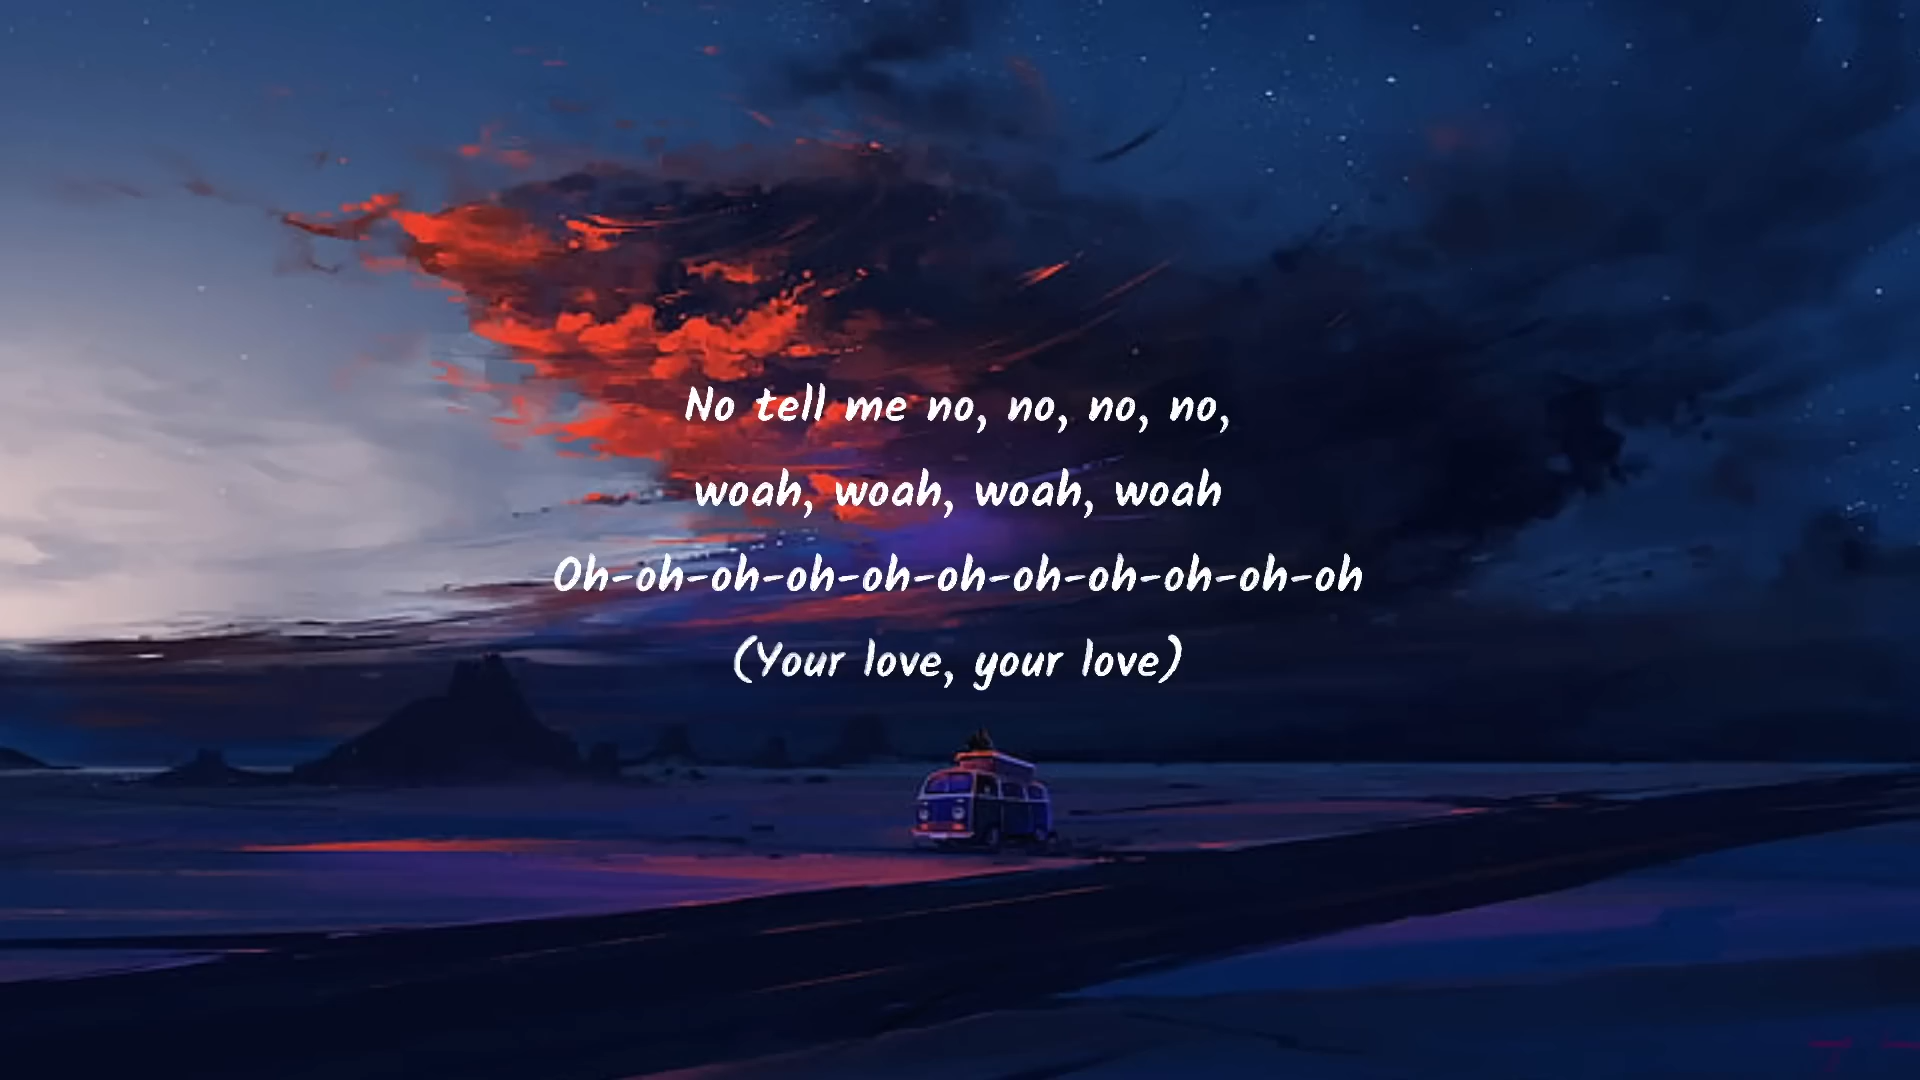 No tell me no, no, no, no,
woah, woah, woah, woah
Oh-oh-oh-oh-oh-oh-oh-oh-oh-oh-oh
(Your love, your love)